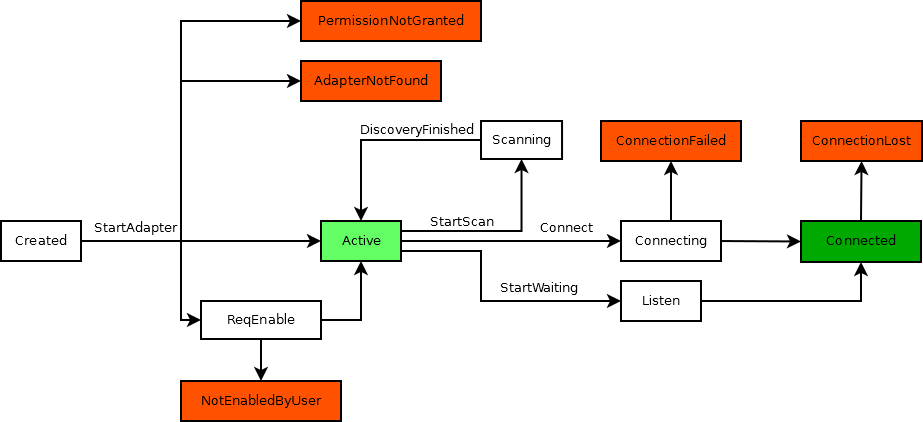 PermissionNotGranted
AdapterNotFound
DiscoveryFinished
Scanning
ConnectionFailed
ConnectionLost
Created
StartAdapter
Active
StartScan
Connect
Connecting
Connected
StartWaiting
Listen
ReqEnable
NotEnabledByUser